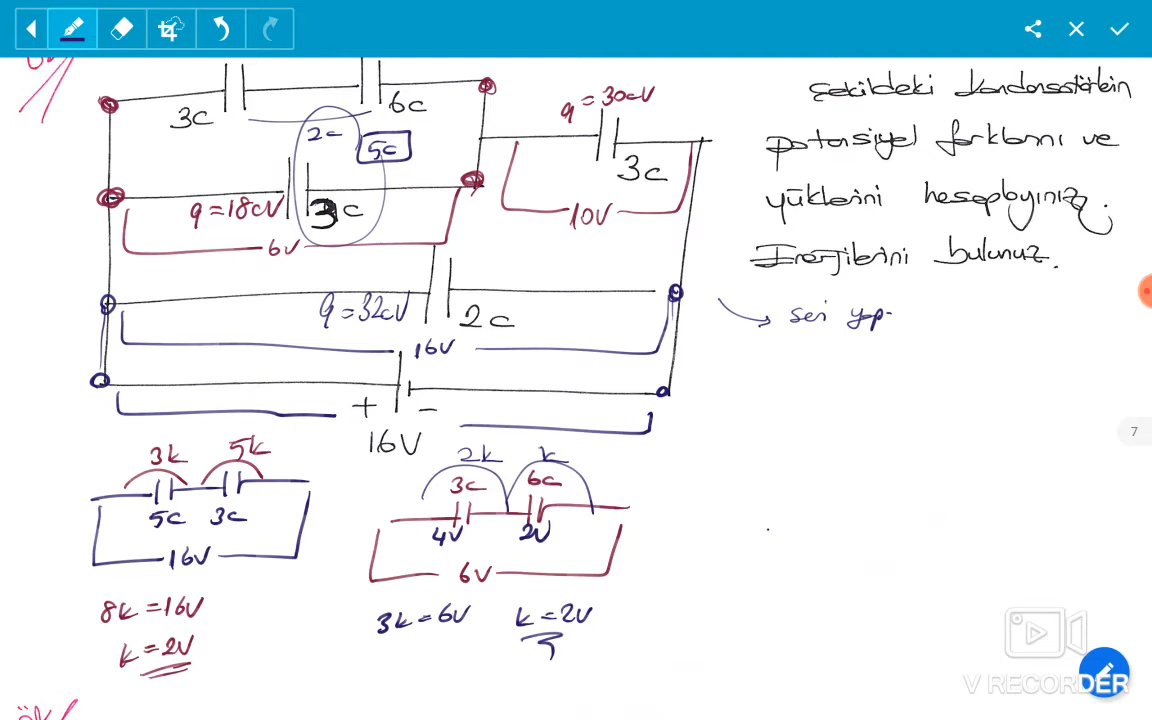 3c
6c
q=30cV
Şekildeki Kondansatörlerin
2c
5c
3c
potansiyel farklarını ve
q=18cV
3c
10V
yüklerini hesaplayınız.
6V
Enerjilerini bulunuz.
q=32cV
2c
seri yap-
16V
+ -
16V
7
3k 5k
2k k
5c 3c
3c 6c
4V 2V
16V
6V
8k=16V
3k=6V k=2V
k=2V
V RECORDER